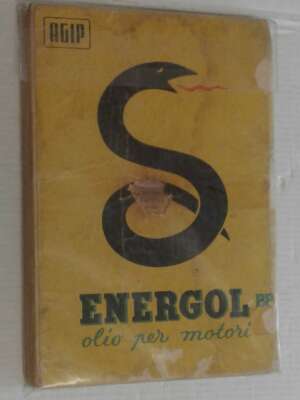 AGIP
ENERGOL BP
olio per motori